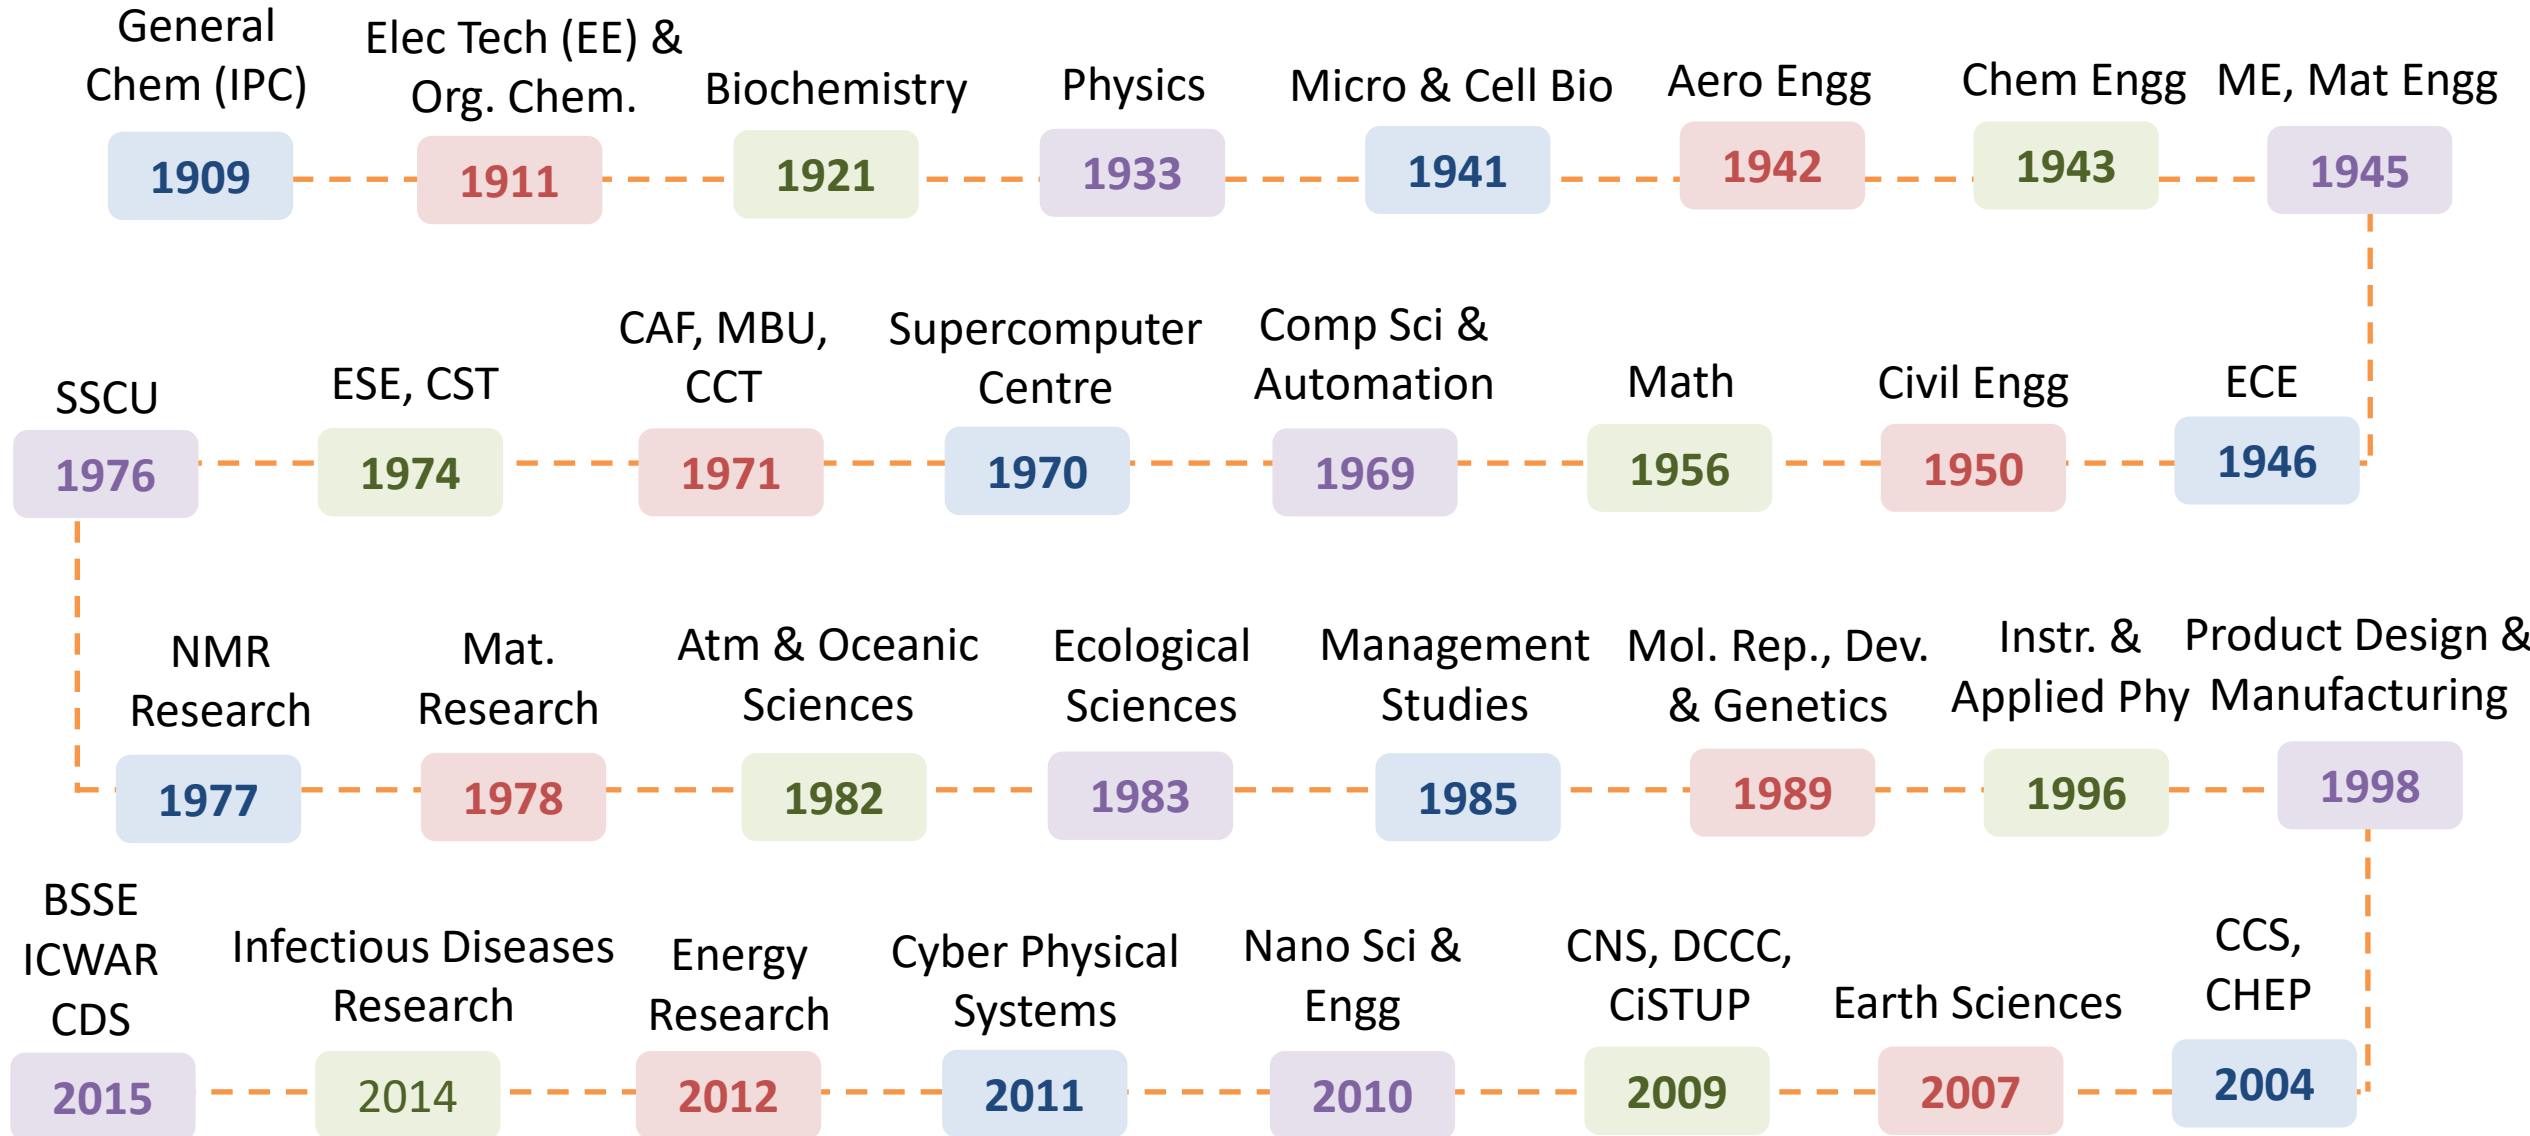 General
Chem (IPC)
1909
Elec Tech (EE) &
Org. Chem.
1911
Biochemistry
1921
Physics
1933
Micro & Cell Bio
1941
Aero Engg
1942
Chem Engg
1943
ME, Mat Engg
1945
ECE
1946
Civil Engg
1950
Math
1956
Comp Sci &
Automation
1969
Supercomputer
Centre
1970
CAF, MBU,
CCT
1971
ESE, CST
1974
SSCU
1976
NMR
Research
1977
Mat.
Research
1978
Atm & Oceanic
Sciences
1982
Ecological
Sciences
1983
Management
Studies
1985
Mol. Rep., Dev.
& Genetics
1989
Instr. &
Applied Phy
1996
Product Design &
Manufacturing
1998
CCS,
CHEP
2004
Earth Sciences
2007
CNS, DCCC,
CiSTUP
2009
Nano Sci &
Engg
2010
Cyber Physical
Systems
2011
Energy
Research
2012
Infectious Diseases
Research
2014
BSSE
ICWAR
CDS
2015